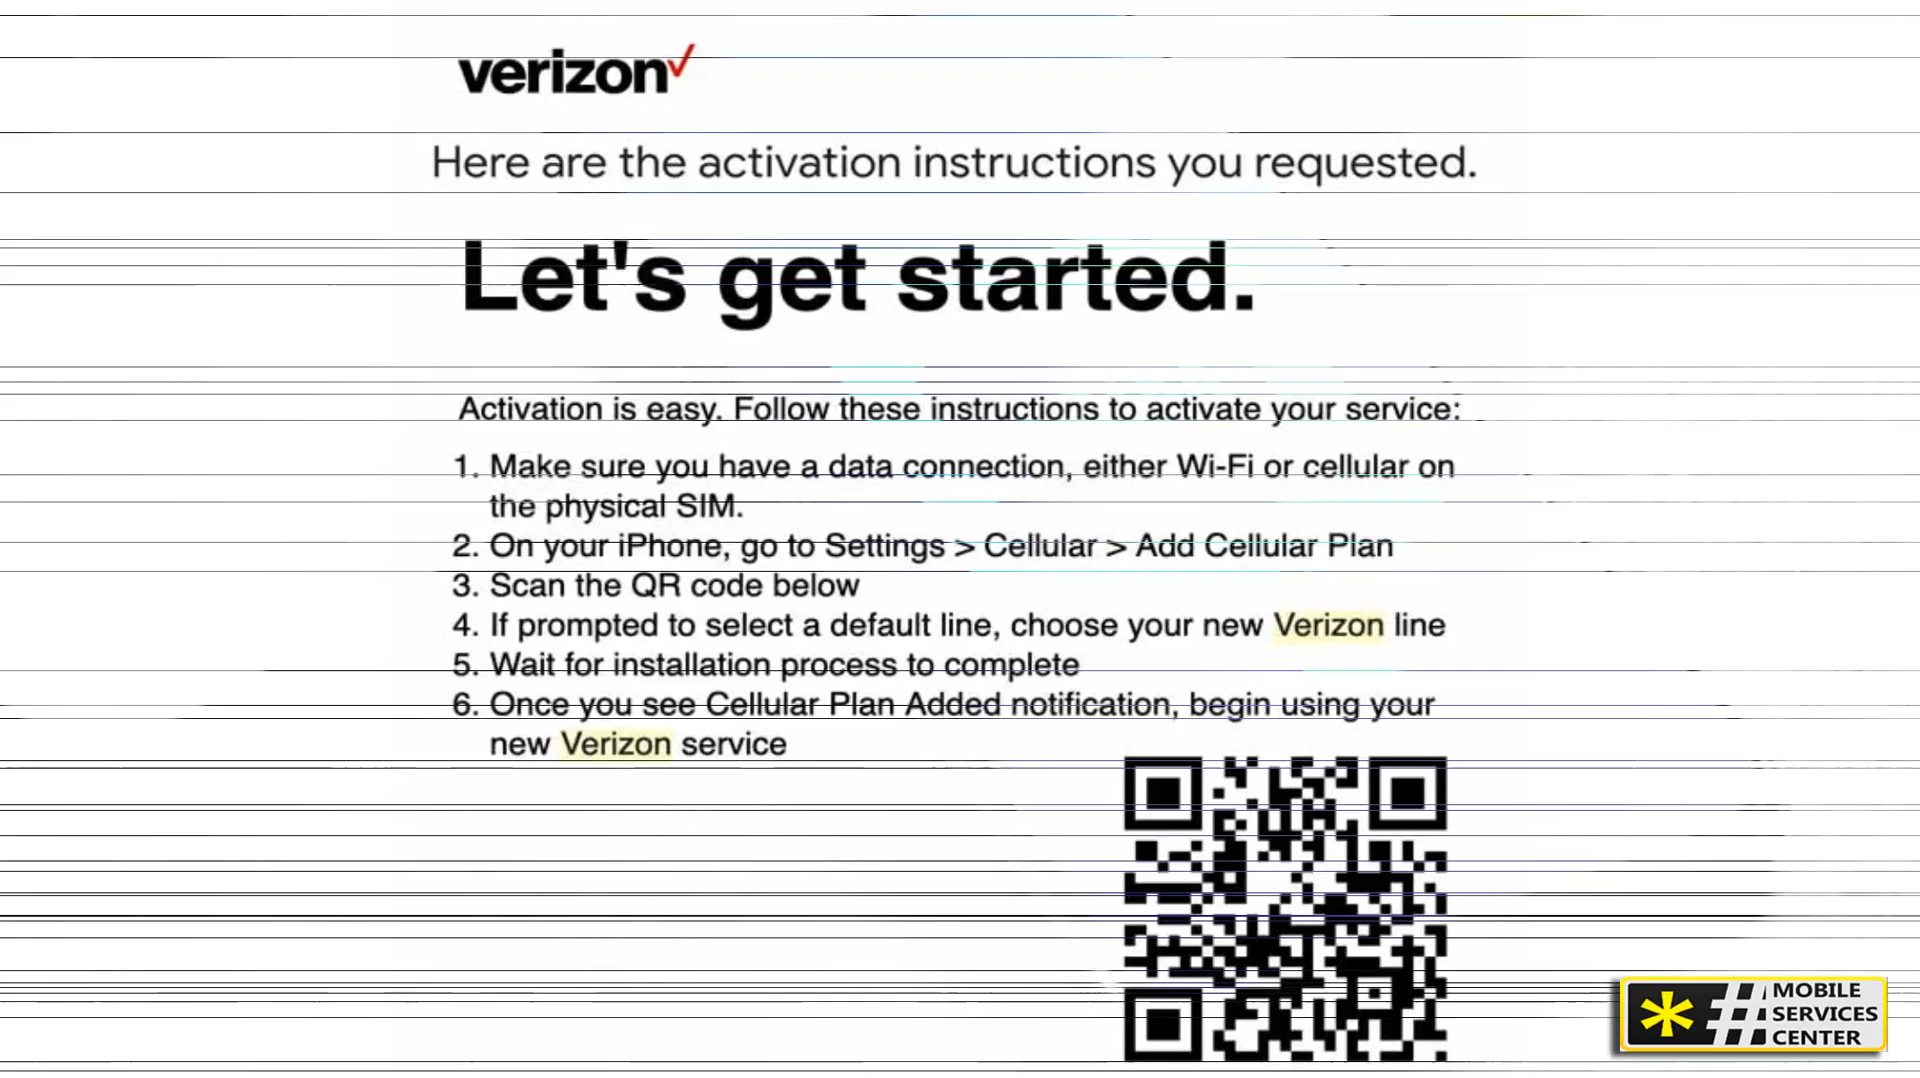 verizon
Here are the activation instructions you requested.
Let's get started.
Activation is easy. Follow these instructions to activate your service:
1. Make sure you have a data connection, either Wi-Fi or cellular on
the physical SIM.
2. On your iPhone, go to Settings > Cellular > Add Cellular Plan
3. Scan the QR code below
4. If prompted to select a default line, choose your new Verizon line
5. Wait for installation process to complete
6. Once you see Cellular Plan Added notification, begin using your
new Verizon service
*# MOBILE
SERVICES
CENTER